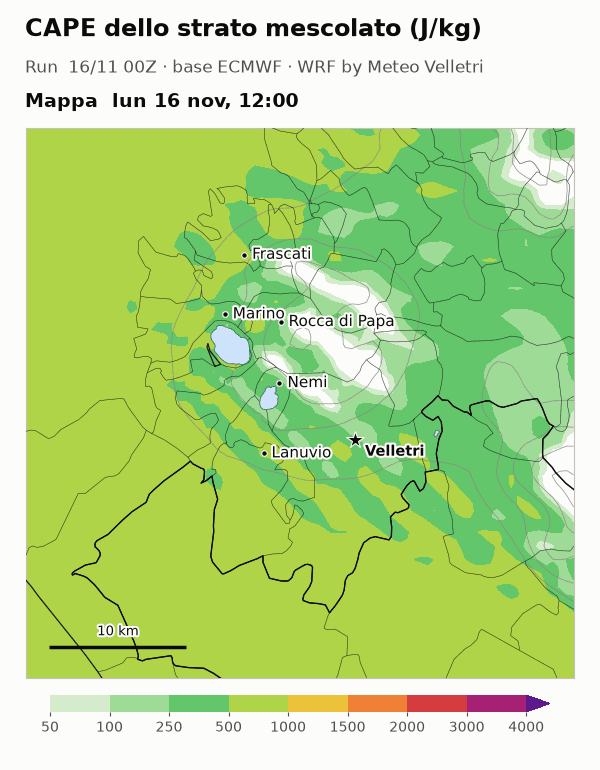 CAPE dello strato mescolato (J/kg)
Run  16/11 00Z · base ECMWF · WRF by Meteo Velletri
Mappa  lun 16 nov, 12:00
Frascati
Marino
Rocca di Papa
Nemi
Velletri
Lanuvio
10 km
50 100 250 500 1000 1500 2000 3000 4000